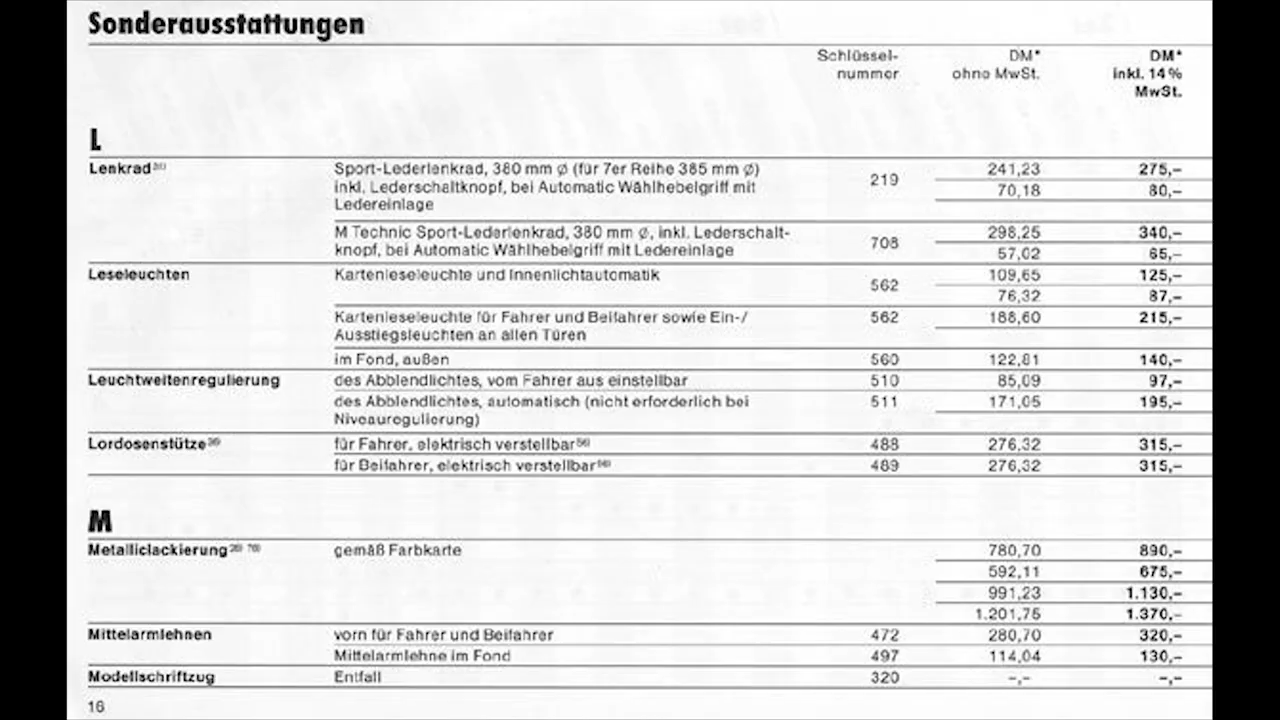 Sonderausstattungen
Schlüssel- DM* DM*
nummer ohne MwSt. inkl. 14%
MwSt.
L
Lenkrad Sport-Lederlenkrad, 380 mm ø (für 7er Reihe 385 mm ø) 219 241,23 275,–
inkl. Lederschaltknopf, bei Automatic Wählhebelgriff mit 70,18 80,–
Ledereinlage
M Technic Sport-Lederlenkrad, 380 mm ø, inkl. Lederschalt- 708 298,25 340,–
knopf, bei Automatic Wählhebelgriff mit Ledereinlage 57,02 65,–
Leseleuchten Kartenleseleuchte und Innenlichtautomatik 562 109,65 125,–
76,32 87,–
Kartenleseleuchte für Fahrer und Beifahrer sowie Ein-/ 562 188,60 215,–
Ausstiegsleuchten an allen Türen
im Fond, außen 560 122,81 140,–
Leuchtweitenregulierung des Abblendlichtes, vom Fahrer aus einstellbar 510 85,09 97,–
des Abblendlichtes, automatisch (nicht erforderlich bei 511 171,05 195,–
Niveauregulierung)
Lordosenstütze für Fahrer, elektrisch verstellbar 488 276,32 315,–
für Beifahrer, elektrisch verstellbar 489 276,32 315,–
M
Metalliclackierung gemäß Farbkarte 780,70 890,–
592,11 675,–
991,23 1.130,–
1.201,75 1.370,–
Mittelarmlehnen vorn für Fahrer und Beifahrer 472 280,70 320,–
Mittelarmlehne im Fond 497 114,04 130,–
Modellschriftzug Entfall 320 –,– –,–
16